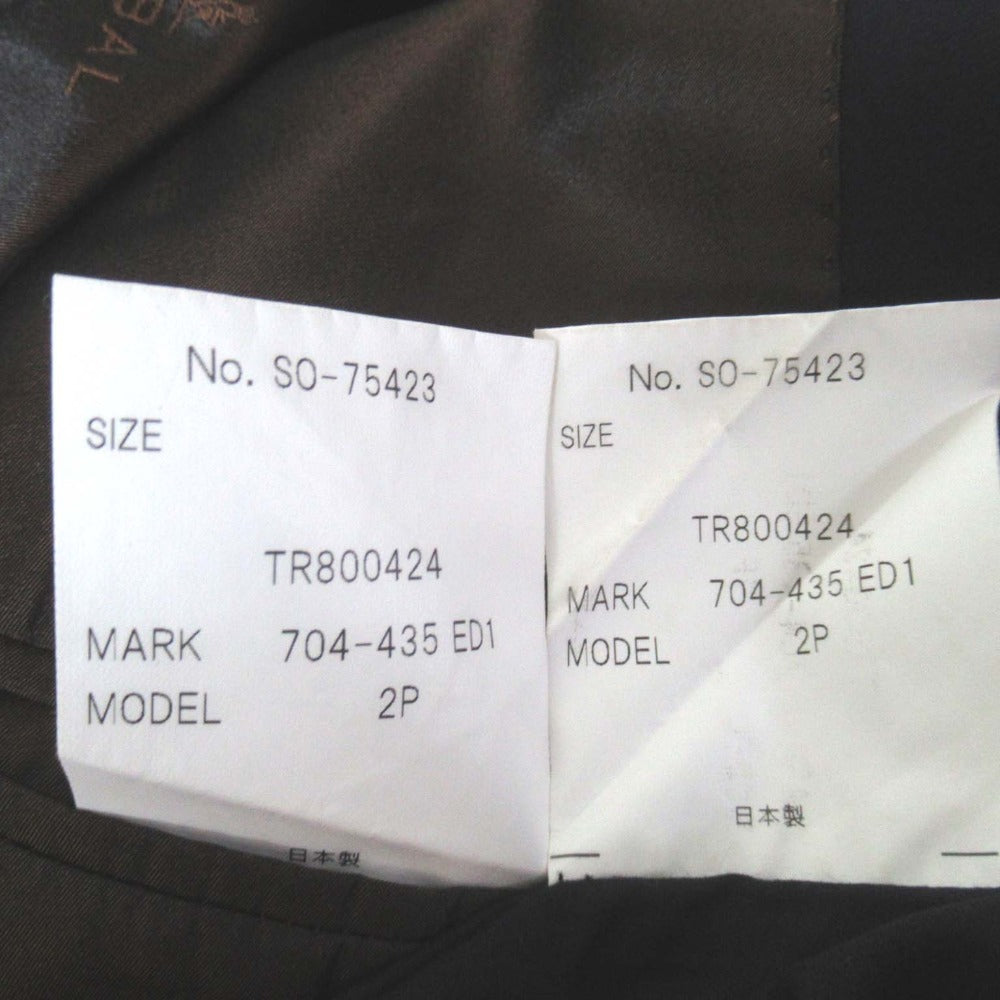 BAL
No. SO-75423
SIZE
TR800424
MARK 704-435 ED1
MODEL 2P
日本製
No. SO-75423
SIZE
TR800424
MARK 704-435 ED1
MODEL 2P
日本製